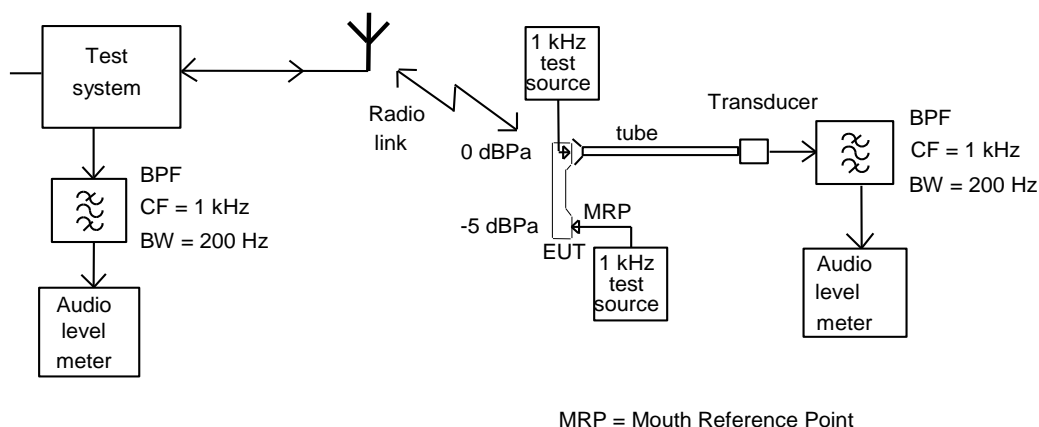 Test
system
Radio
link
1 kHz
test
source
0 dBPa
tube
Transducer
BPF
CF = 1 kHz
BW = 200 Hz
BPF
CF = 1 kHz
BW = 200 Hz
-5 dBPa
MRP
EUT
1 kHz
test
source
Audio
level
meter
Audio
level
meter
MRP = Mouth Reference Point